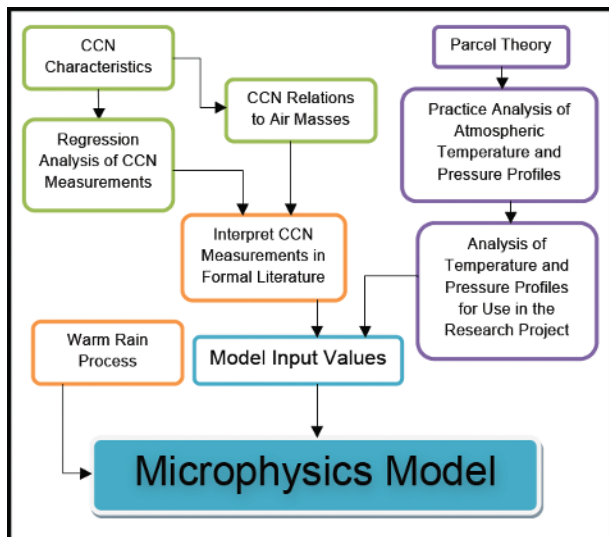 CCN
Characteristics
Parcel Theory
CCN Relations
to Air Masses
Practice Analysis of
Atmospheric
Temperature and
Pressure Profiles
Regression
Analysis of CCN
Measurements
Interpret CCN
Measurements in
Formal Literature
Analysis of
Temperature and
Pressure Profiles
for Use in the
Research Project
Warm Rain
Process
Model Input Values
Microphysics Model